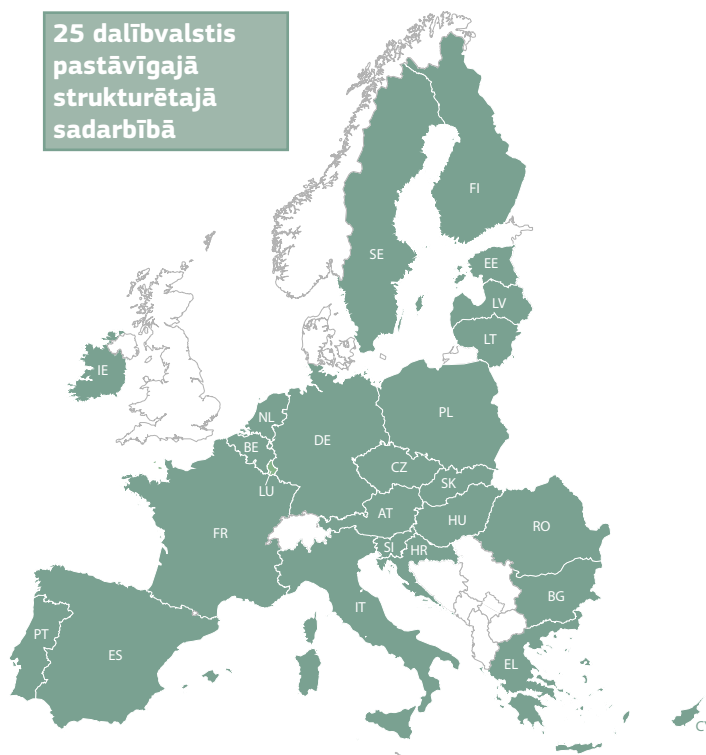 25 dalībvalstis
pastāvīgajā
strukturētajā
sadarbībā
FI
SE
EE
LV
LT
IE
NL
PL
DE
BE
CZ
LU
SK
AT
HU
RO
FR
SI
HR
BG
IT
PT
ES
EL
CY